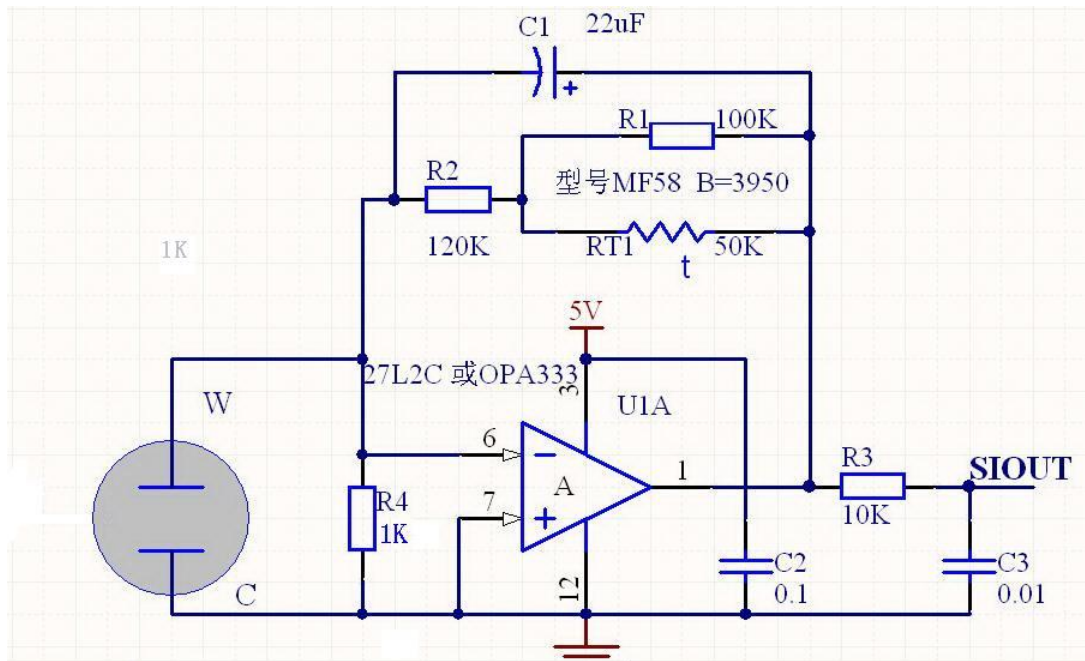 C1 22uF
R1 100K
R2
型号MF58 B=3950
1K
120K
RT1 50K
t
5V
27L2C 或OPA333
3
U1A
W
6
A
1
R3
SIOUT
R4
7
1K
10K
C2
C3
C
12
0.1
0.01